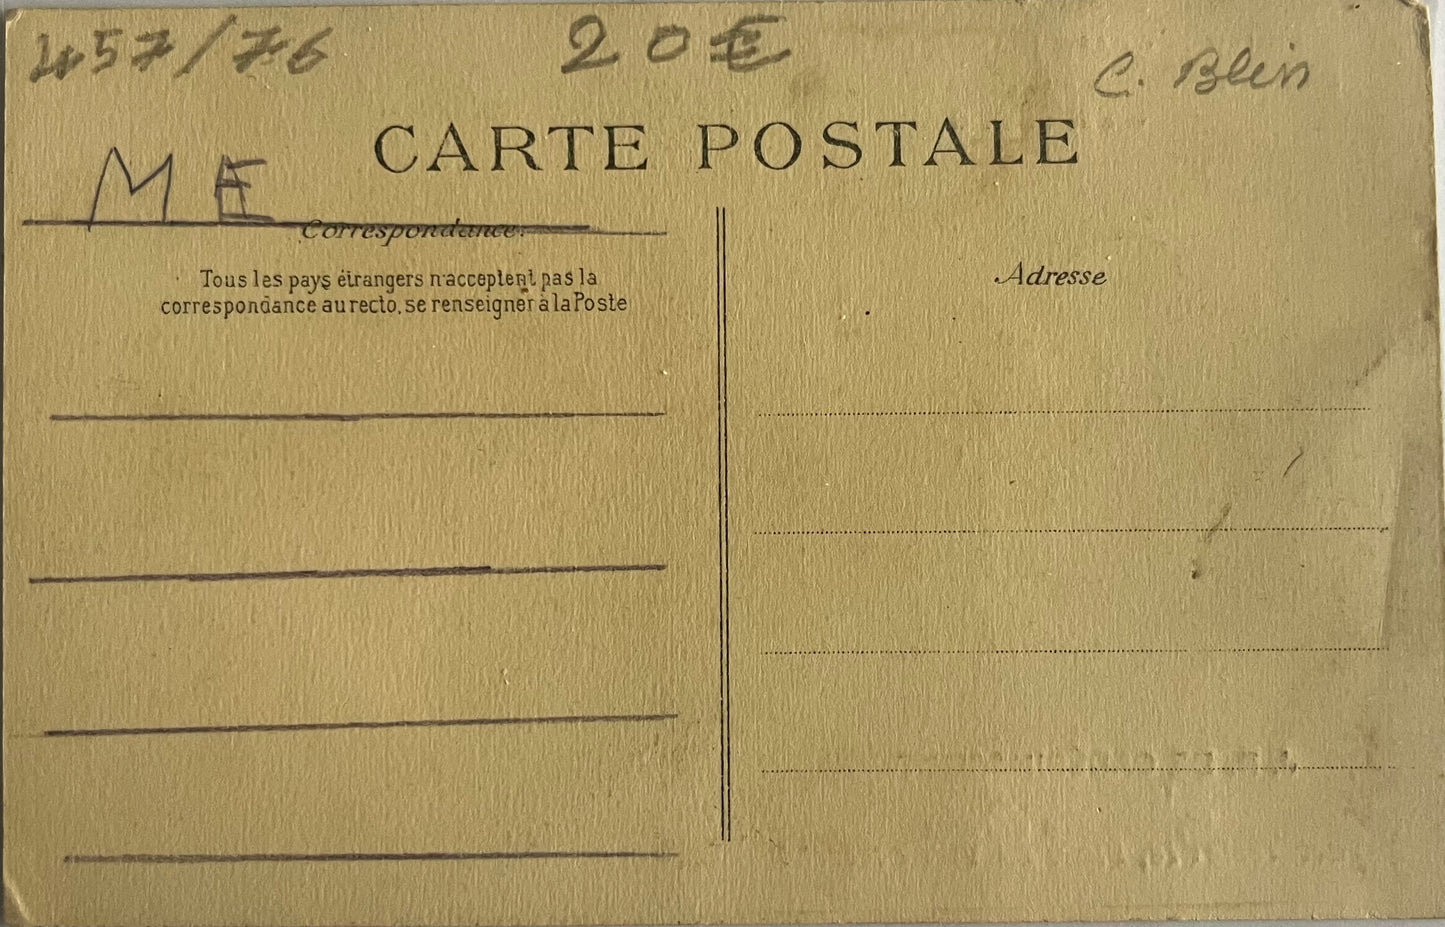 457/76
20€
C. Blin
CARTE POSTALE
ME
Correspondance.
Tous les pays étrangers n'acceptent pas la
correspondance au recto, se renseigner à la Poste
Adresse